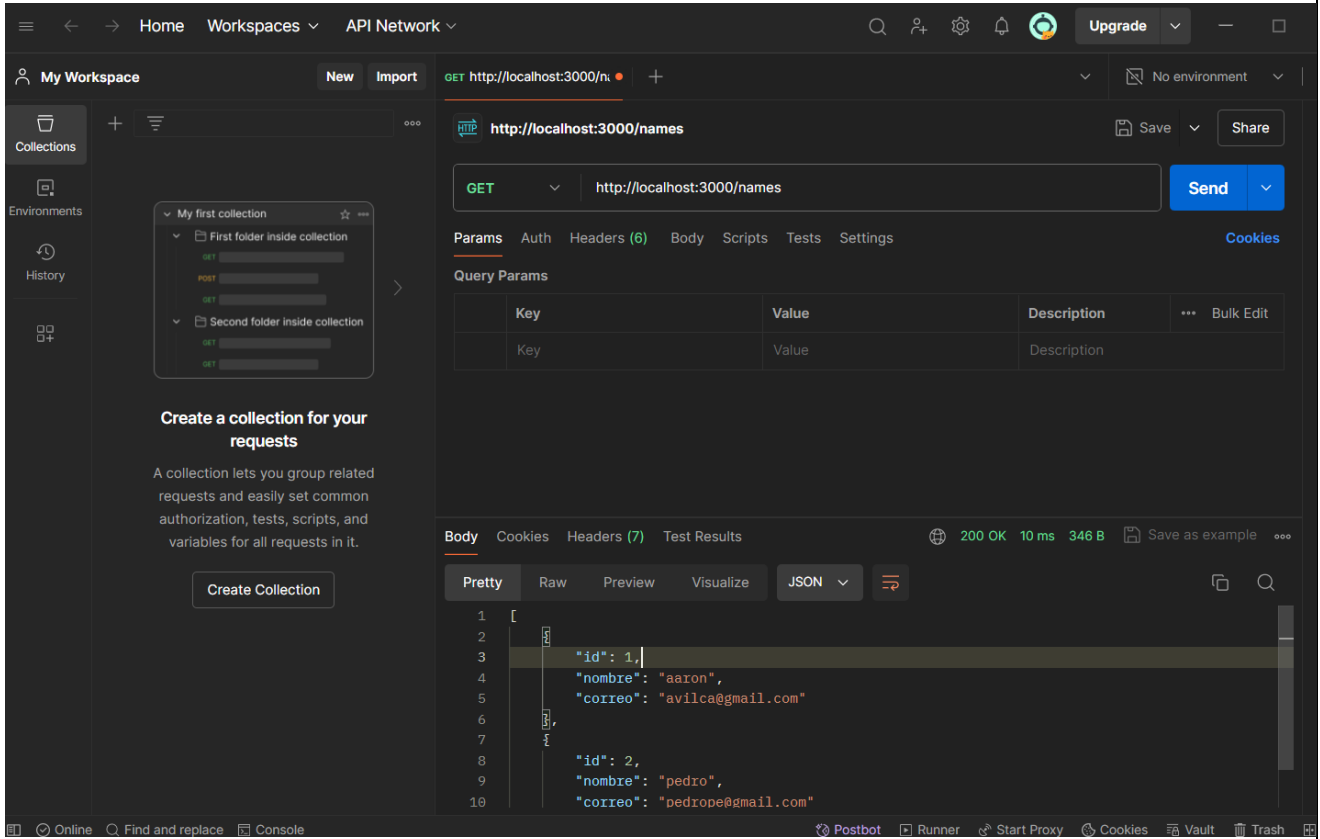 Home Workspaces API Network Upgrade
My Workspace New Import GET http://localhost:3000/na No environment
Collections
Environments
History
My first collection
First folder inside collection
GET
POST
GET
Second folder inside collection
GET
GET
Create a collection for your
requests
A collection lets you group related
requests and easily set common
authorization, tests, scripts, and
variables for all requests in it.
Create Collection
HTTP http://localhost:3000/names Save Share
GET http://localhost:3000/names Send
Params Auth Headers (6) Body Scripts Tests Settings Cookies
Query Params
Key Value Description Bulk Edit
Key Value Description
Body Cookies Headers (7) Test Results 200 OK 10 ms 346 B Save as example
Pretty Raw Preview Visualize JSON
1 [
2 {
3 "id": 1,
4 "nombre": "aaron",
5 "correo": "avilca@gmail.com"
6 },
7 {
8 "id": 2,
9 "nombre": "pedro",
10 "correo": "pedrope@gmail.com"
Online Find and replace Console Postbot Runner Start Proxy Cookies Vault Trash